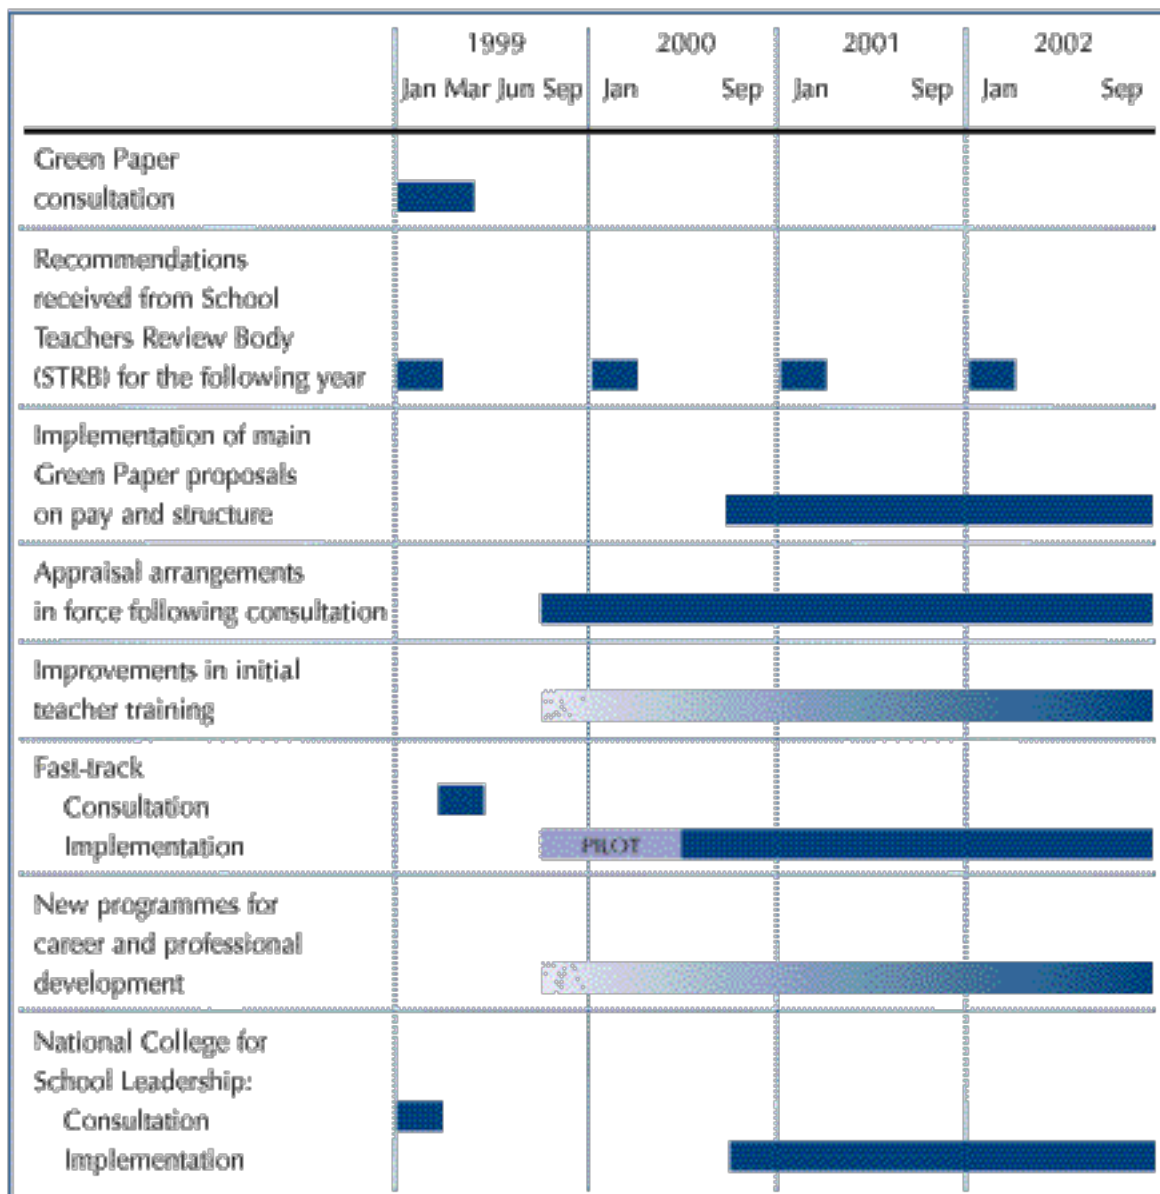 1999 2000 2001 2002
Jan Mar Jun Sep Jan Sep Jan Sep Jan Sep
Green Paper
consultation
Recommendations
received from School
Teachers Review Body
(STRB) for the following year
Implementation of main
Green Paper proposals
on pay and structure
Appraisal arrangements
in force following consultation
Improvements in initial
teacher training
Fast-track
Consultation
Implementation
PILOT
New programmes for
career and professional
development
National College for
School Leadership:
Consultation
Implementation